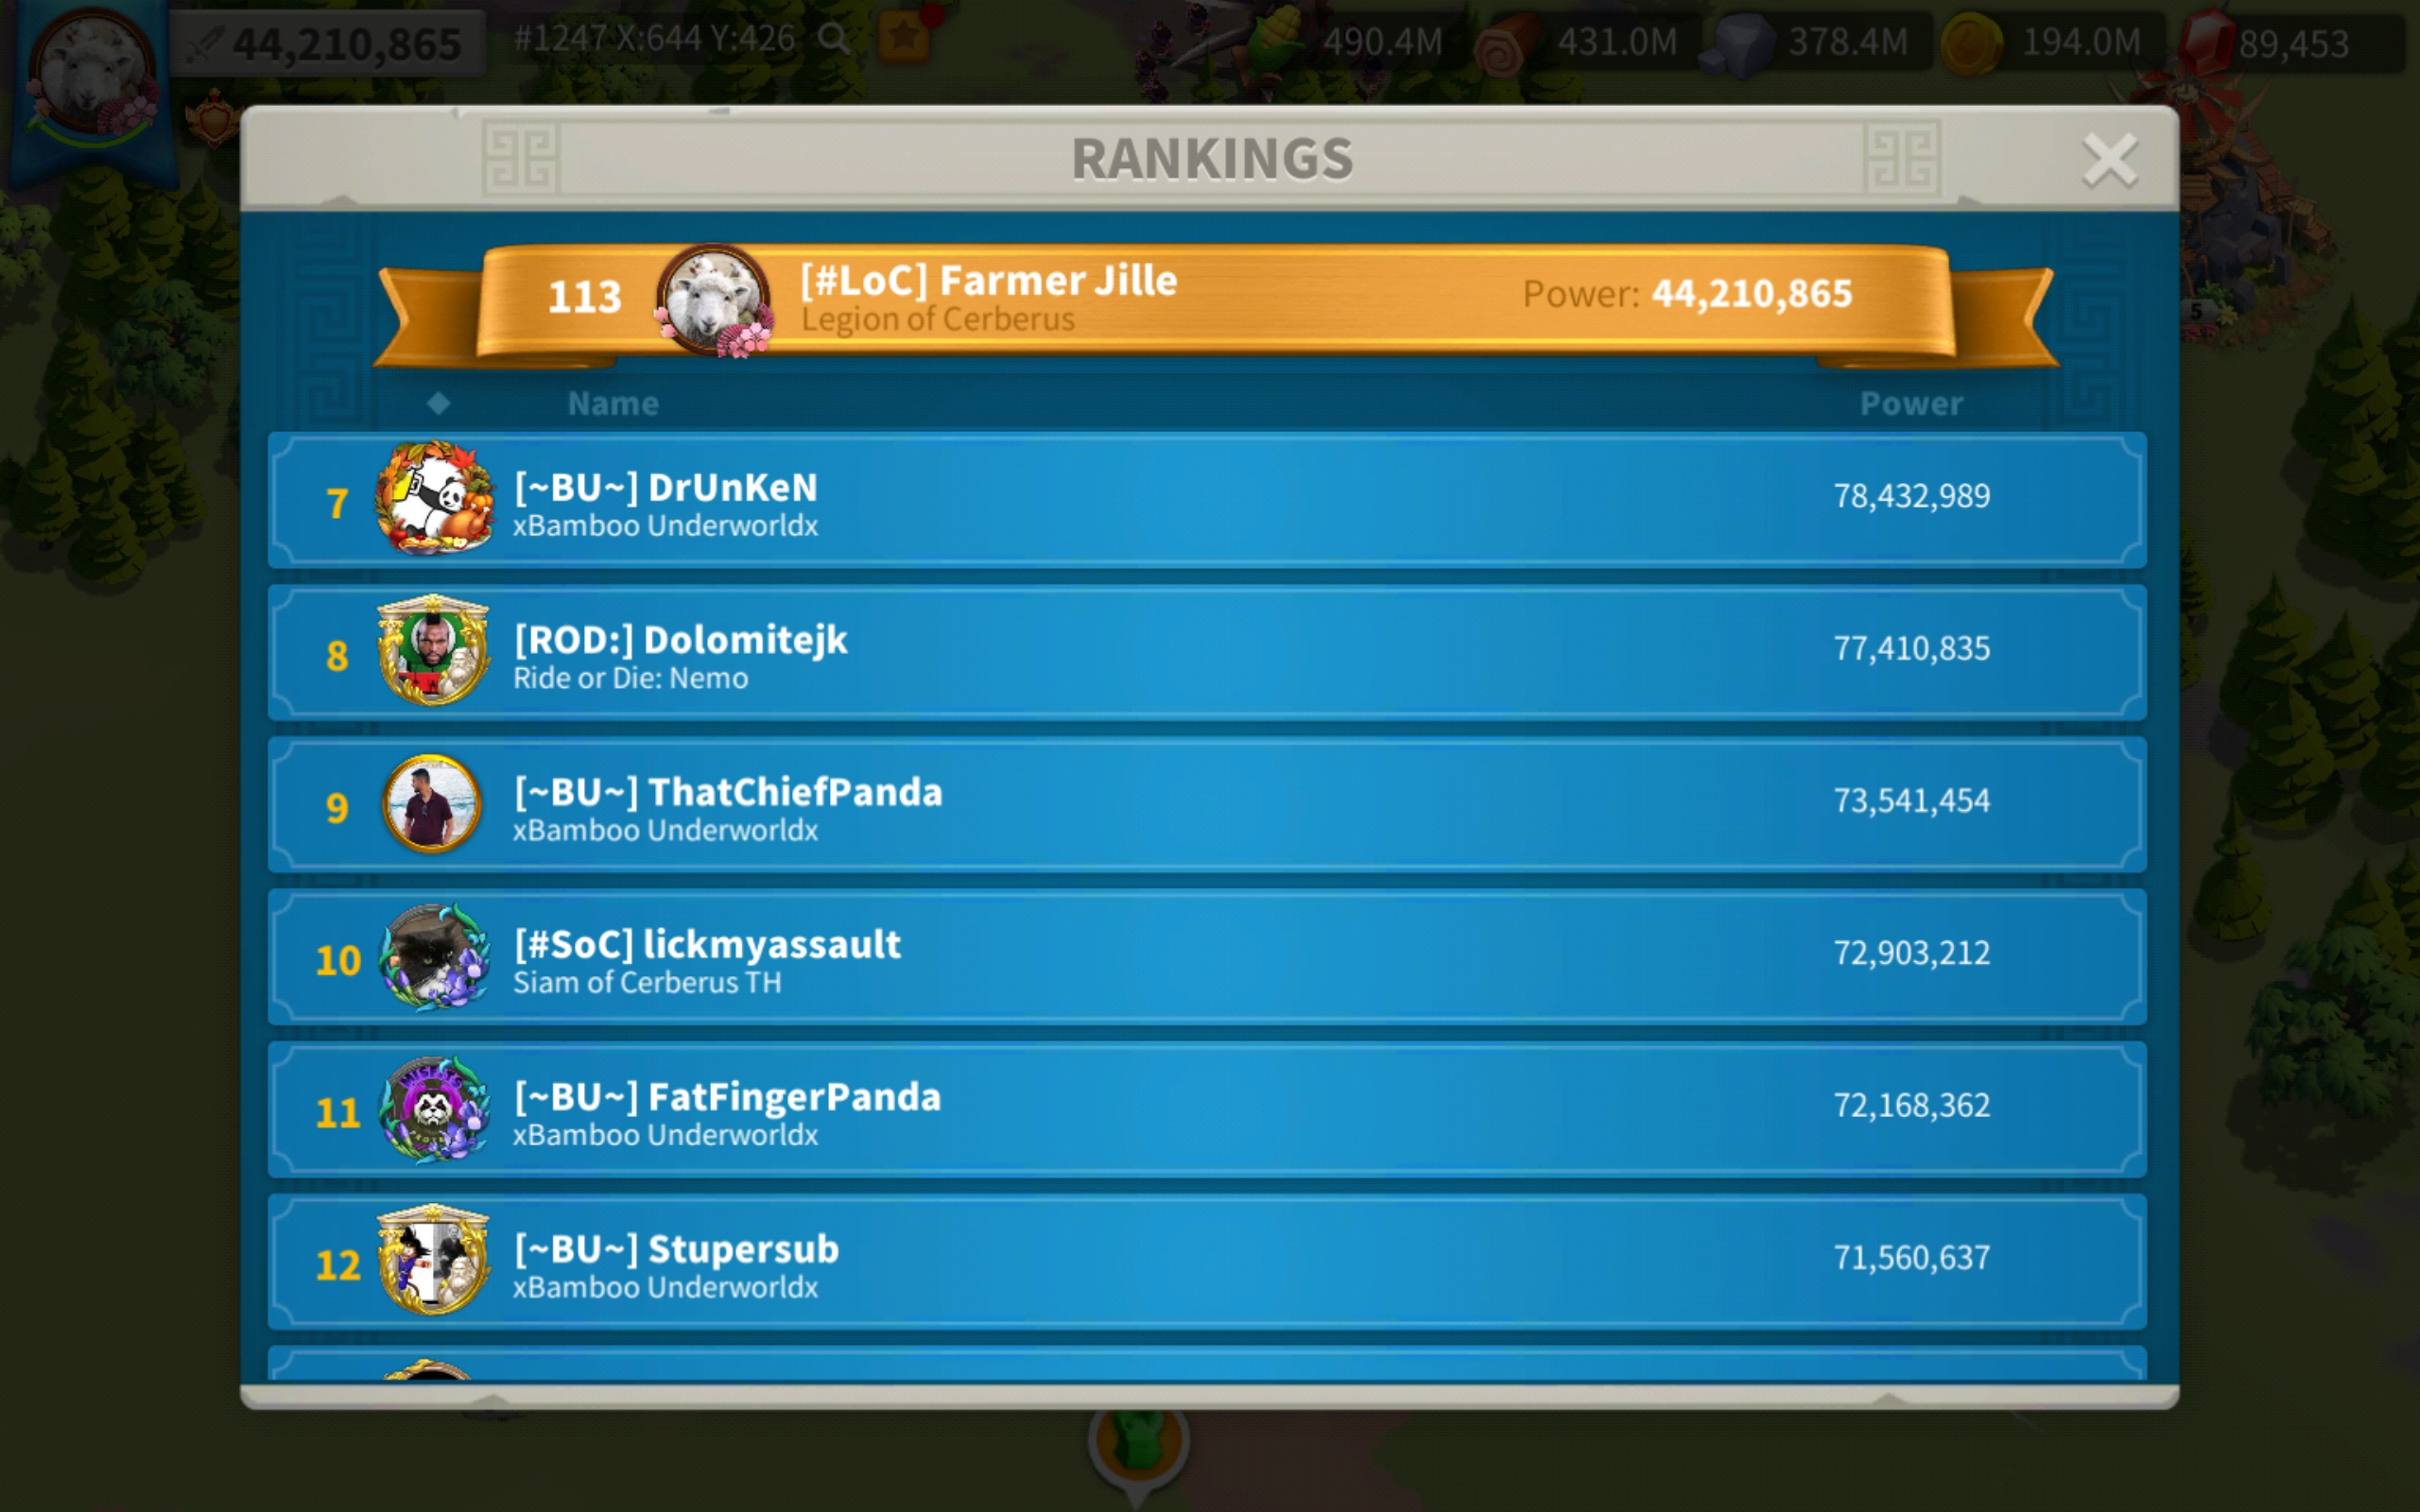 44,210,865 #1247 X:644 Y:426 490.4M 431.0M 378.4M 194.0M 89,453
RANKINGS
113 [#LoC] Farmer Jille
Legion of Cerberus
Power: 44,210,865
Name Power
7 [~BU~] DrUnKeN 78,432,989
xBamboo Underworldx
8 [ROD:] Dolomitejk 77,410,835
Ride or Die: Nemo
9 [~BU~] ThatChiefPanda 73,541,454
xBamboo Underworldx
10 [#SoC] lickmyassault 72,903,212
Siam of Cerberus TH
11 [~BU~] FatFingerPanda 72,168,362
xBamboo Underworldx
12 [~BU~] Stupersub 71,560,637
xBamboo Underworldx
5